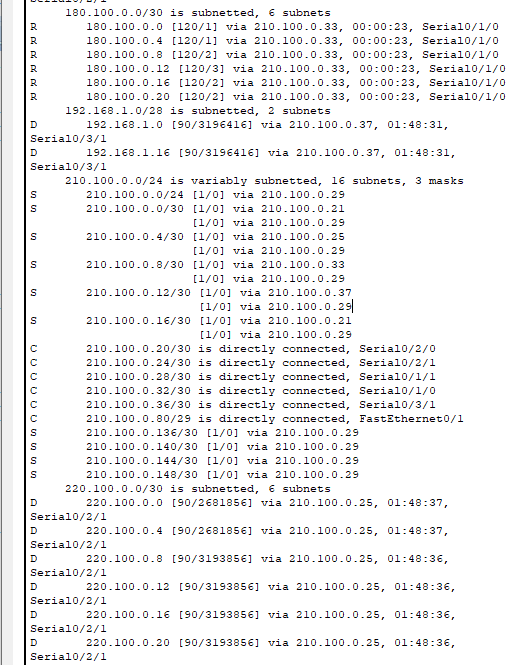 Serial0/2/1
180.100.0.0/30 is subnetted, 6 subnets
R 180.100.0.0 [120/1] via 210.100.0.33, 00:00:23, Serial0/1/0
R 180.100.0.4 [120/1] via 210.100.0.33, 00:00:23, Serial0/1/0
R 180.100.0.8 [120/2] via 210.100.0.33, 00:00:23, Serial0/1/0
R 180.100.0.12 [120/3] via 210.100.0.33, 00:00:23, Serial0/1/0
R 180.100.0.16 [120/2] via 210.100.0.33, 00:00:23, Serial0/1/0
R 180.100.0.20 [120/2] via 210.100.0.33, 00:00:23, Serial0/1/0
192.168.1.0/28 is subnetted, 2 subnets
D 192.168.1.0 [90/3196416] via 210.100.0.37, 01:48:31,
Serial0/3/1
D 192.168.1.16 [90/3196416] via 210.100.0.37, 01:48:31,
Serial0/3/1
210.100.0.0/24 is variably subnetted, 16 subnets, 3 masks
S 210.100.0.0/24 [1/0] via 210.100.0.29
S 210.100.0.0/30 [1/0] via 210.100.0.21
[1/0] via 210.100.0.29
S 210.100.0.4/30 [1/0] via 210.100.0.25
[1/0] via 210.100.0.29
S 210.100.0.8/30 [1/0] via 210.100.0.33
[1/0] via 210.100.0.29
S 210.100.0.12/30 [1/0] via 210.100.0.37
[1/0] via 210.100.0.29
S 210.100.0.16/30 [1/0] via 210.100.0.21
[1/0] via 210.100.0.29
C 210.100.0.20/30 is directly connected, Serial0/2/0
C 210.100.0.24/30 is directly connected, Serial0/2/1
C 210.100.0.28/30 is directly connected, Serial0/1/1
C 210.100.0.32/30 is directly connected, Serial0/1/0
C 210.100.0.36/30 is directly connected, Serial0/3/1
C 210.100.0.80/29 is directly connected, FastEthernet0/1
S 210.100.0.136/30 [1/0] via 210.100.0.29
S 210.100.0.140/30 [1/0] via 210.100.0.29
S 210.100.0.144/30 [1/0] via 210.100.0.29
S 210.100.0.148/30 [1/0] via 210.100.0.29
220.100.0.0/30 is subnetted, 6 subnets
D 220.100.0.0 [90/2681856] via 210.100.0.25, 01:48:37,
Serial0/2/1
D 220.100.0.4 [90/2681856] via 210.100.0.25, 01:48:37,
Serial0/2/1
D 220.100.0.8 [90/3193856] via 210.100.0.25, 01:48:36,
Serial0/2/1
D 220.100.0.12 [90/3193856] via 210.100.0.25, 01:48:36,
Serial0/2/1
D 220.100.0.16 [90/3193856] via 210.100.0.25, 01:48:36,
Serial0/2/1
D 220.100.0.20 [90/3193856] via 210.100.0.25, 01:48:36,
Serial0/2/1